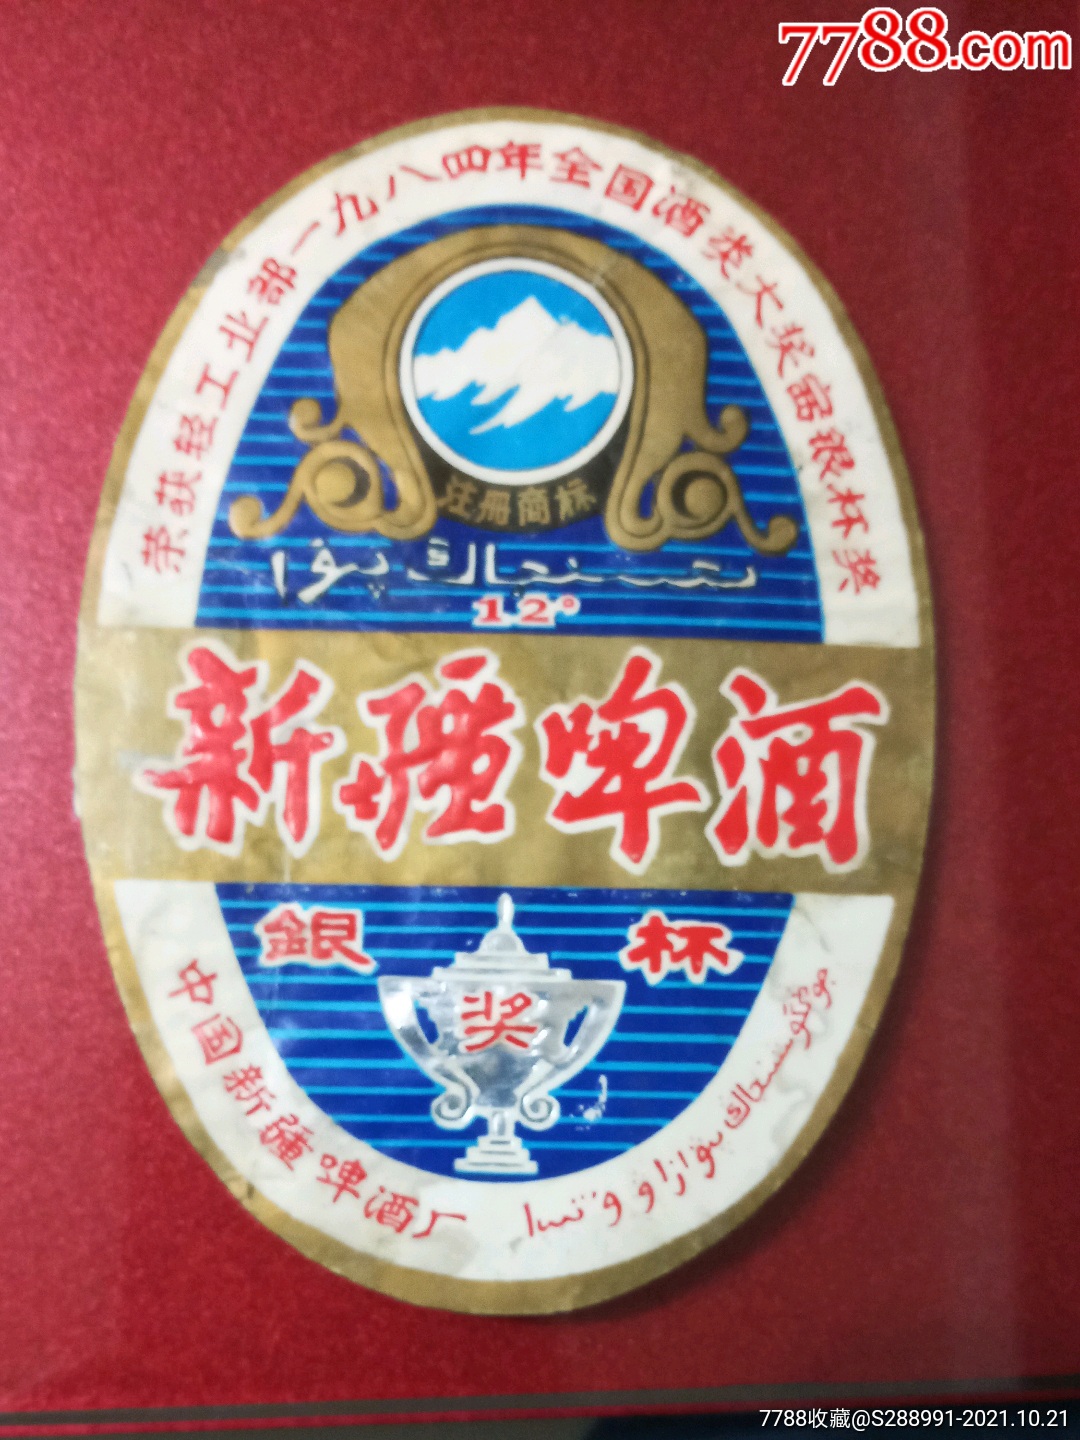 7788.com
荣获轻工业部一九八四年全国酒类大奖赛银杯奖
注册商标
12°
新疆啤酒
銀杯
奖
中国新疆啤酒厂
7788收藏@S288991-2021.10.21